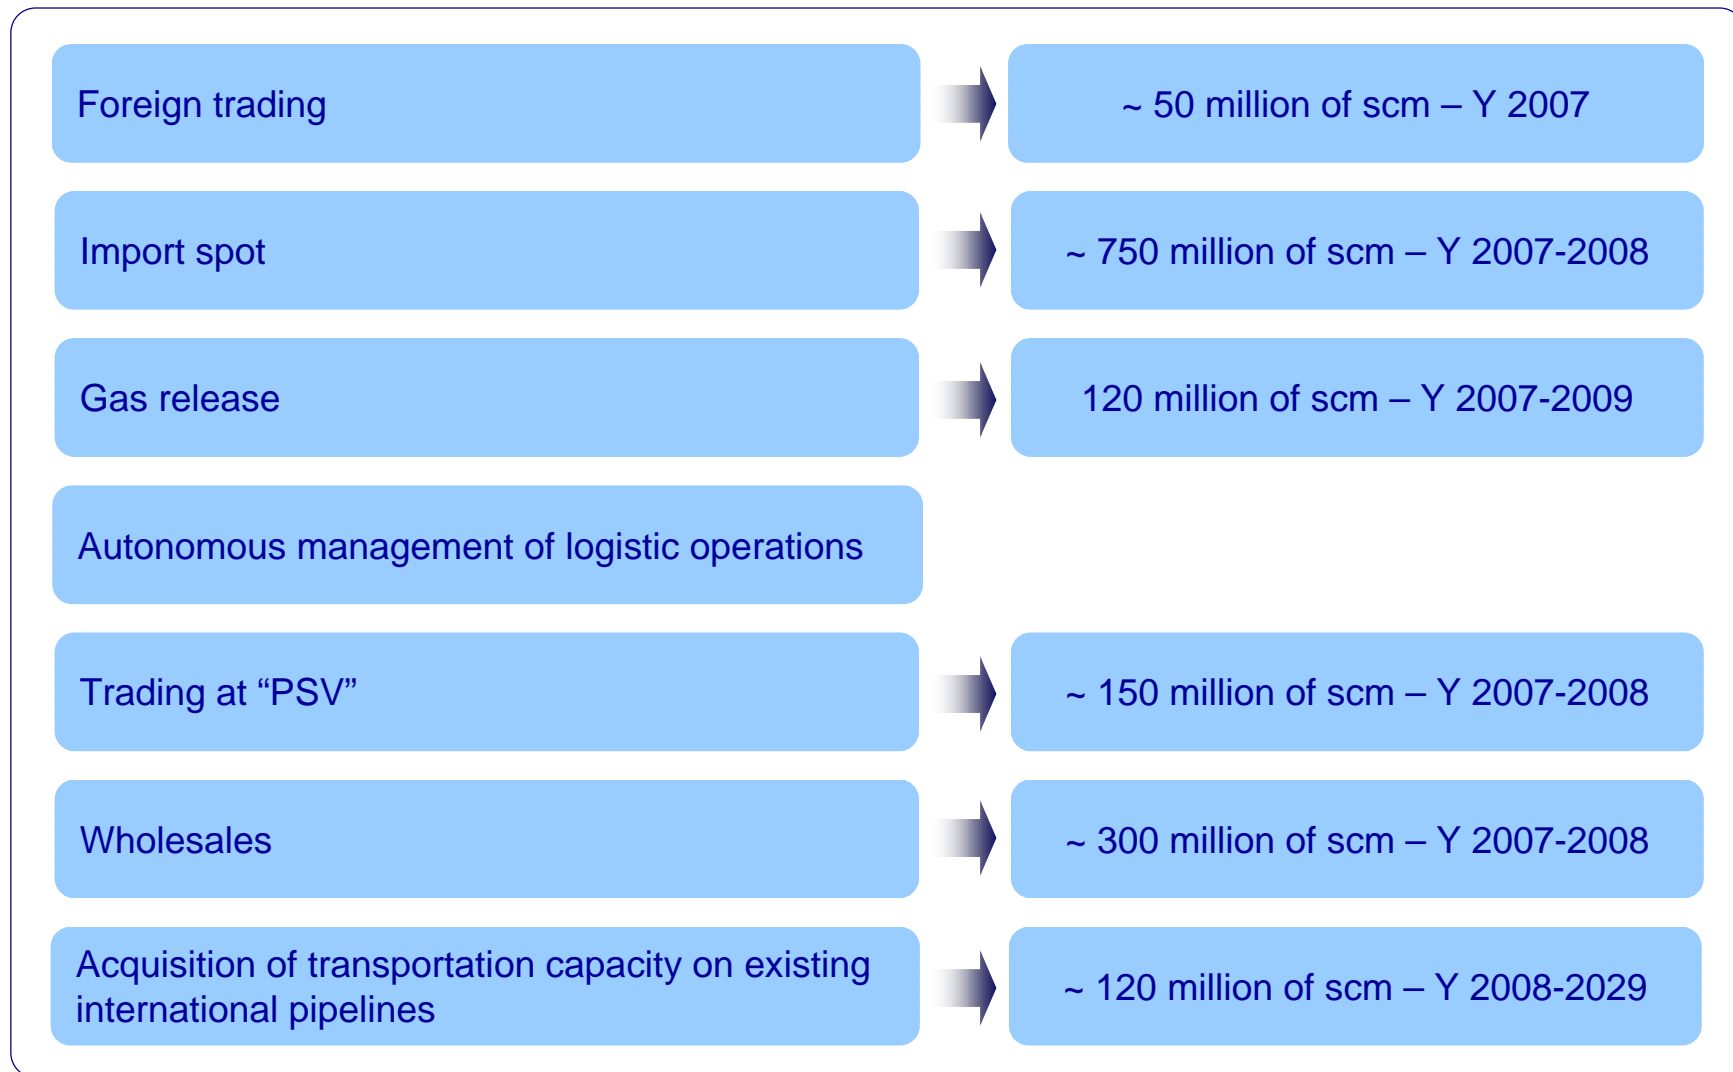 Foreign trading
~ 50 million of scm – Y 2007
Import spot
~ 750 million of scm – Y 2007-2008
Gas release
120 million of scm – Y 2007-2009
Autonomous management of logistic operations
Trading at “PSV”
~ 150 million of scm – Y 2007-2008
Wholesales
~ 300 million of scm – Y 2007-2008
Acquisition of transportation capacity on existing
international pipelines
~ 120 million of scm – Y 2008-2029